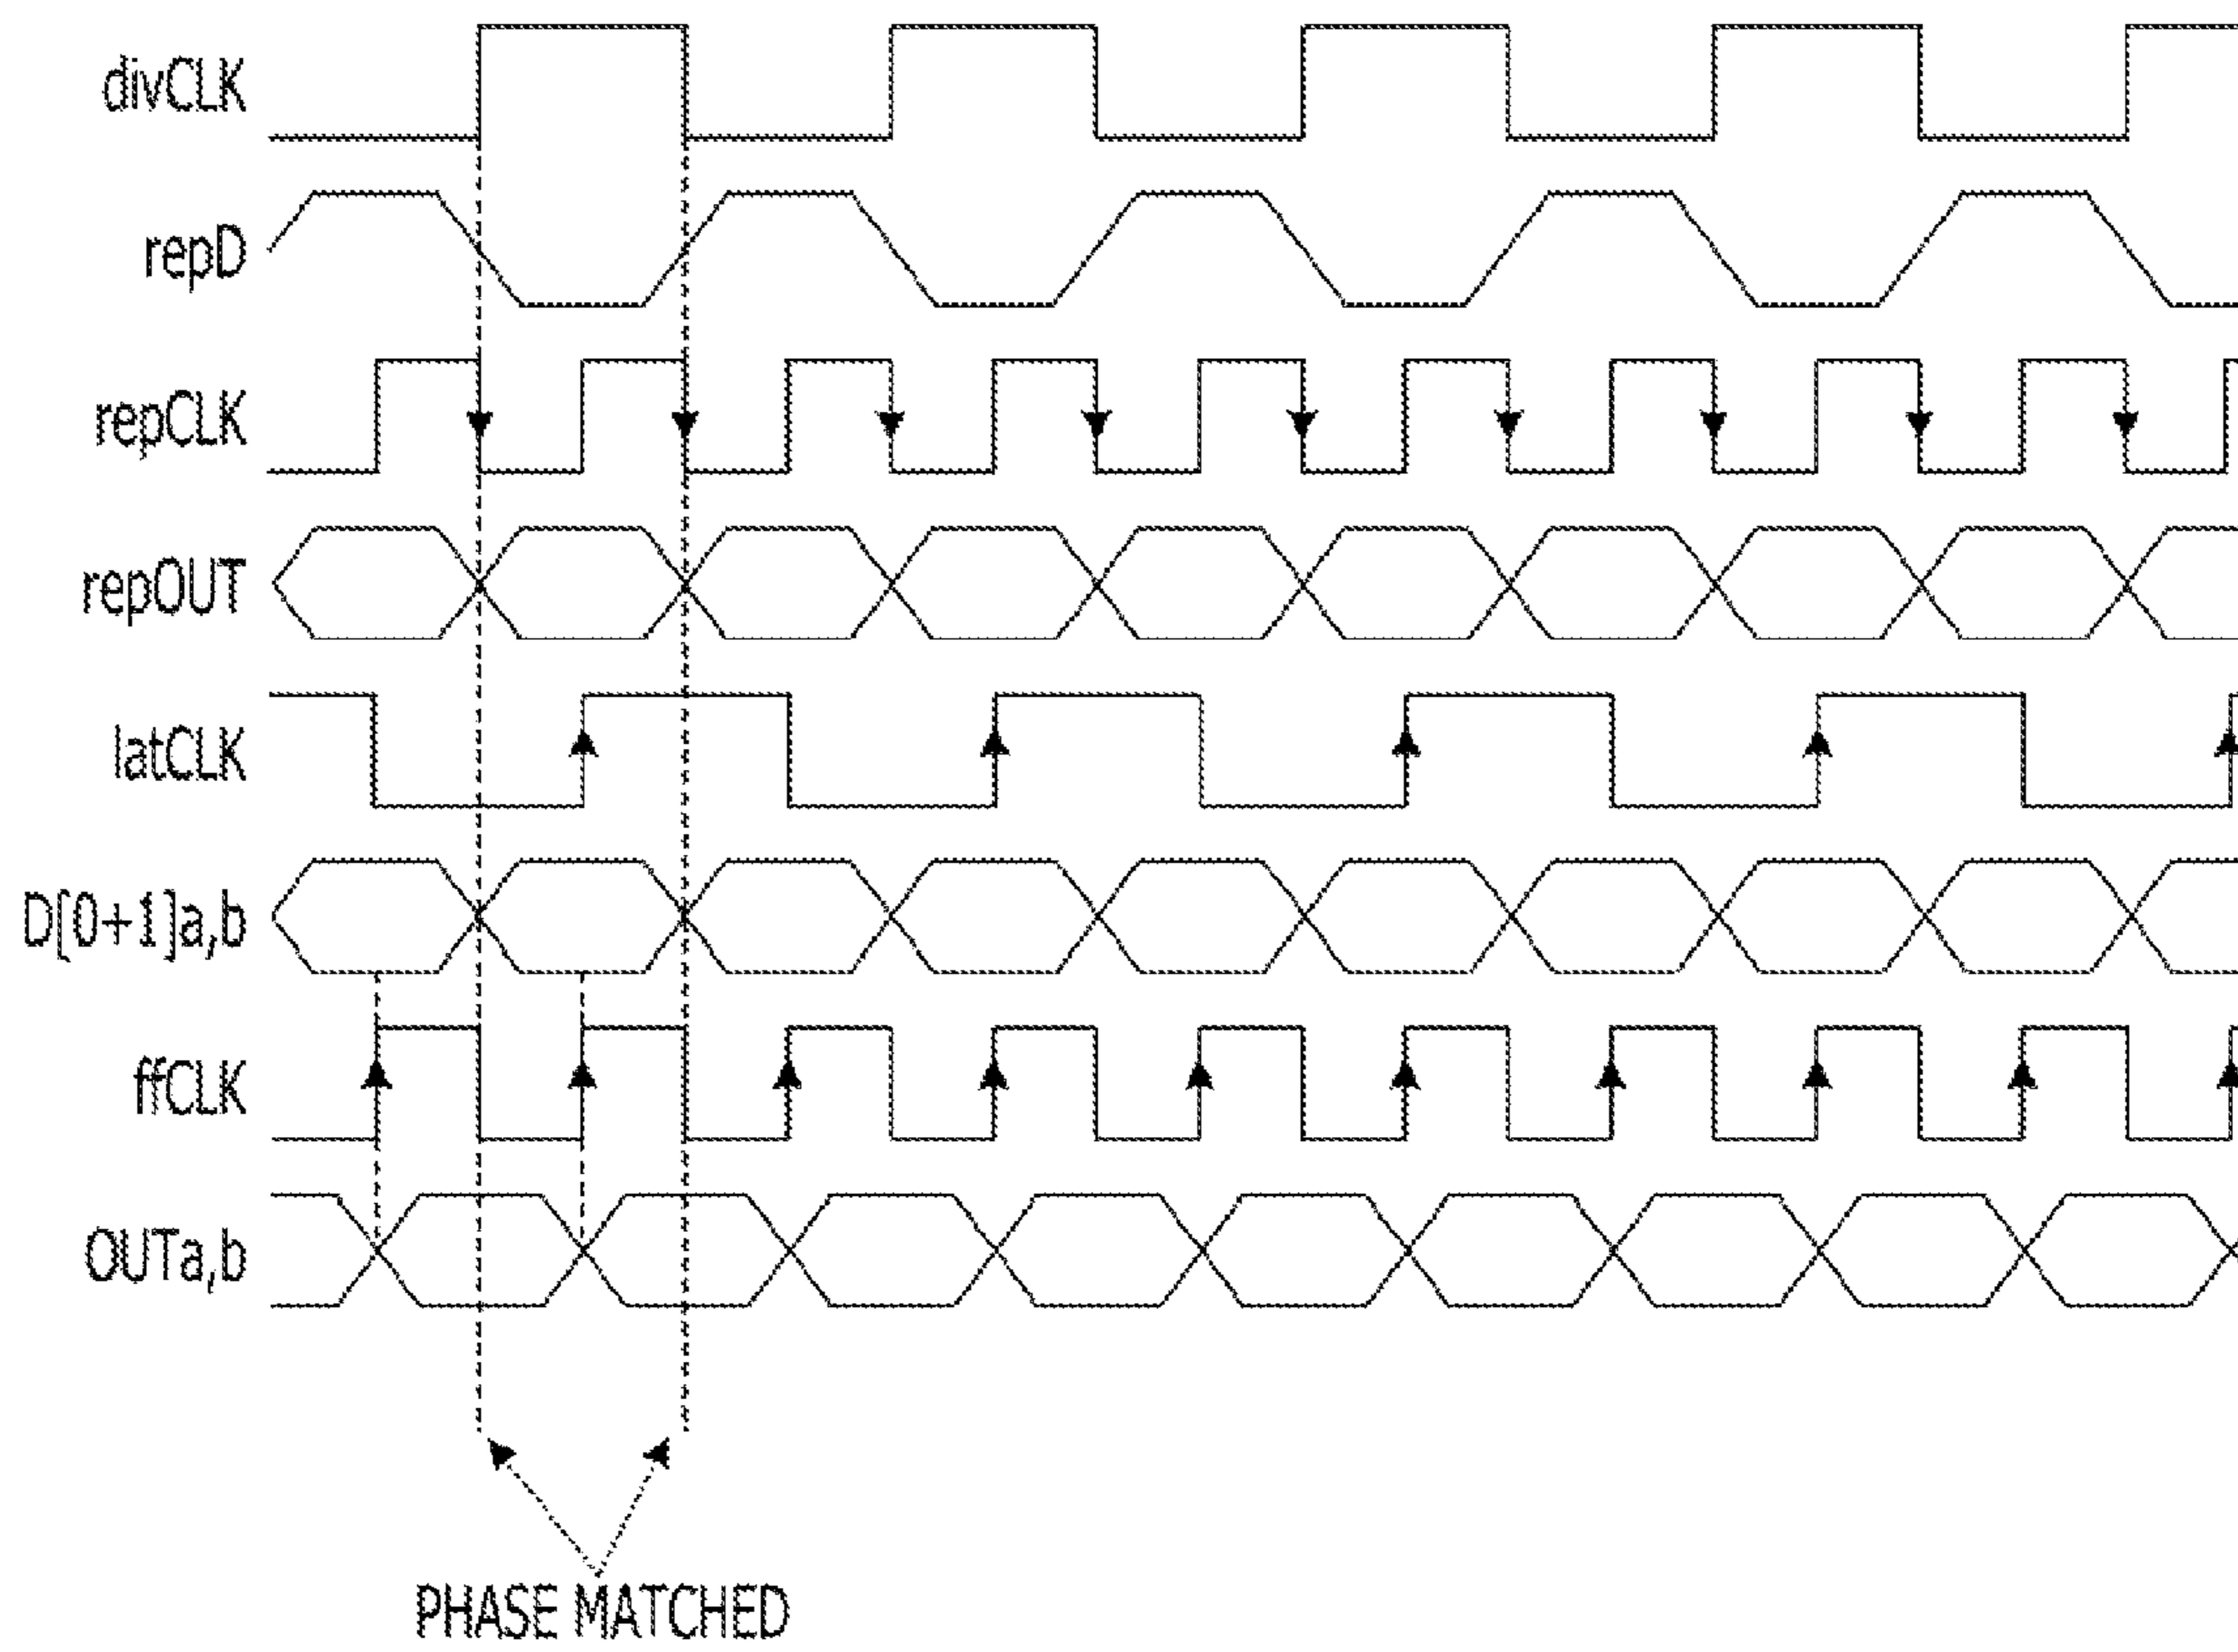 divCLK
repD
repCLK
repOUT
latCLK
D[0+1]a,b
ffCLK
OUTa,b
PHASE MATCHED